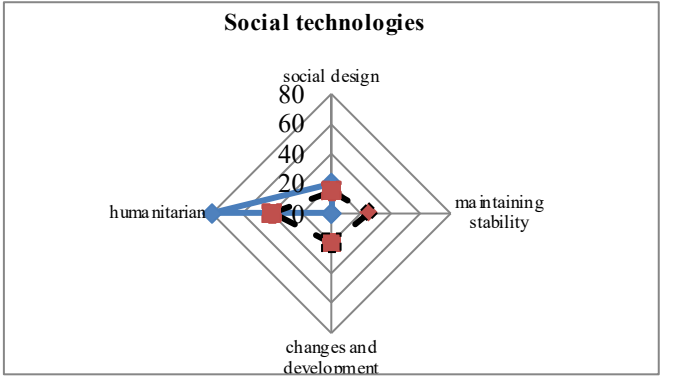 Social technologies
social design
80
60
40
20
0
humanitarian
maintaining
stability
changes and
development